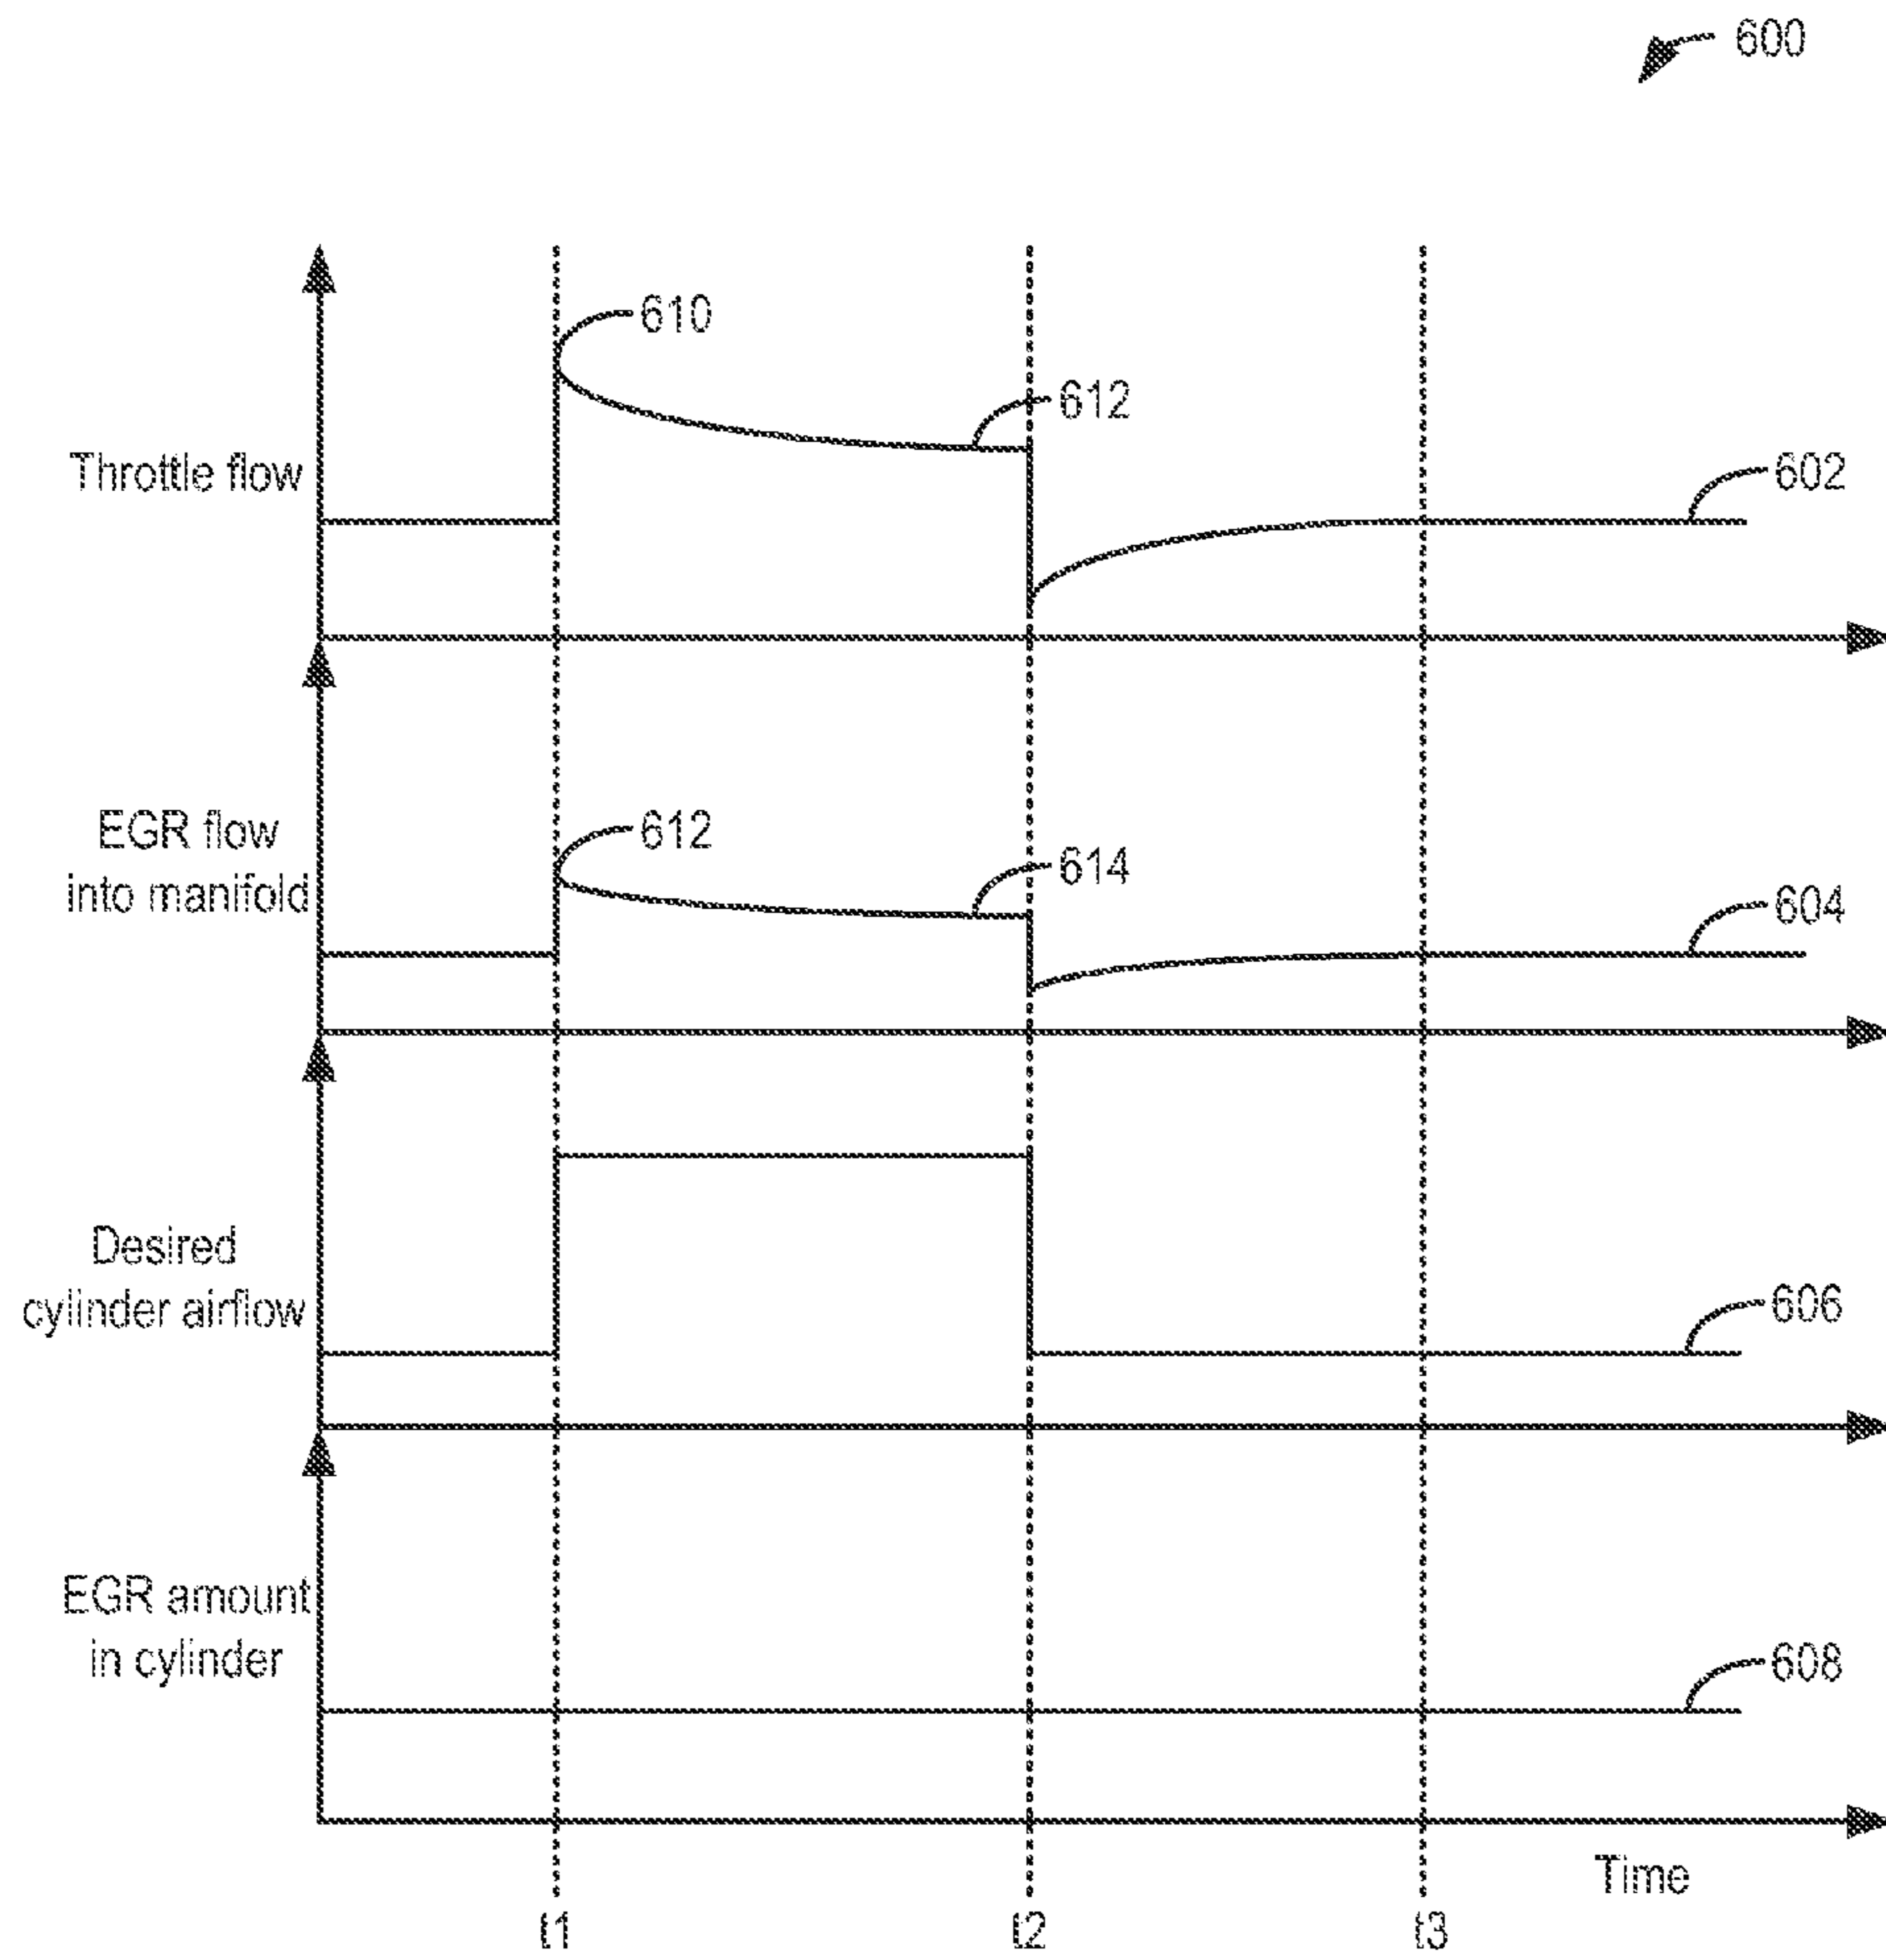 600
610
612
Throttle flow
602
EGR flow
into manifold
612
614
604
Desired
cylinder airflow
606
EGR amount
in cylinder
608
Time
t1
t2
t3